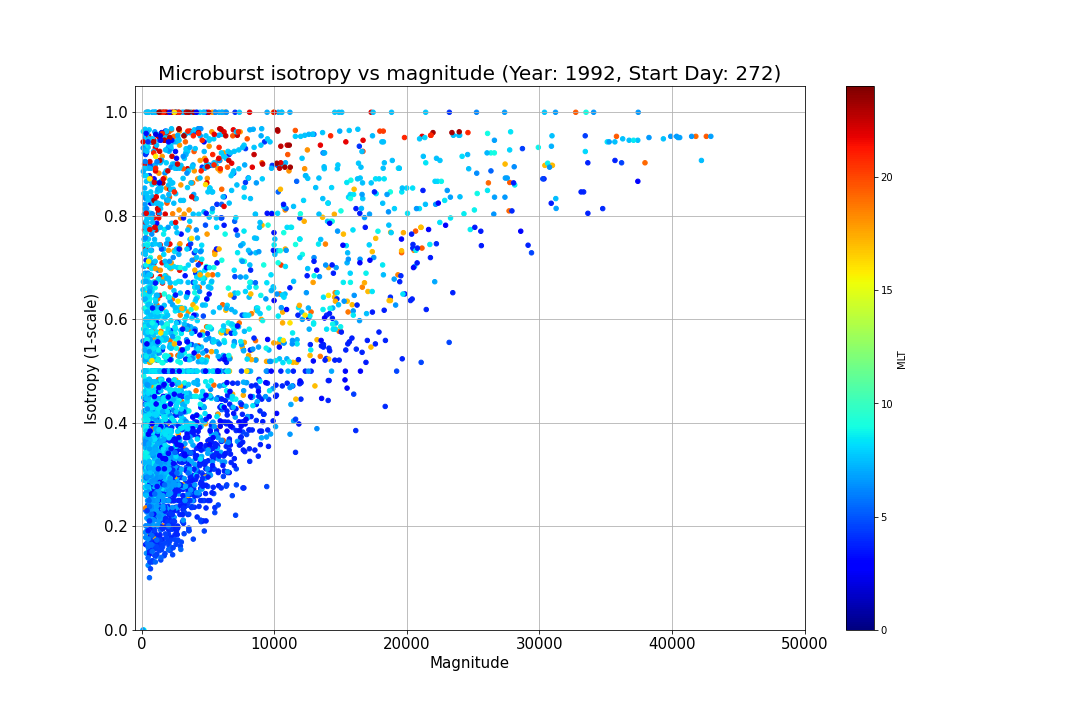 Microburst isotropy vs magnitude (Year: 1992, Start Day: 272)
1.0
0.8
0.6
0.4
0.2
0.0
Isotropy (1-scale)
0 10000 20000 30000 40000 50000
Magnitude
20
15
10
5
0
MLT